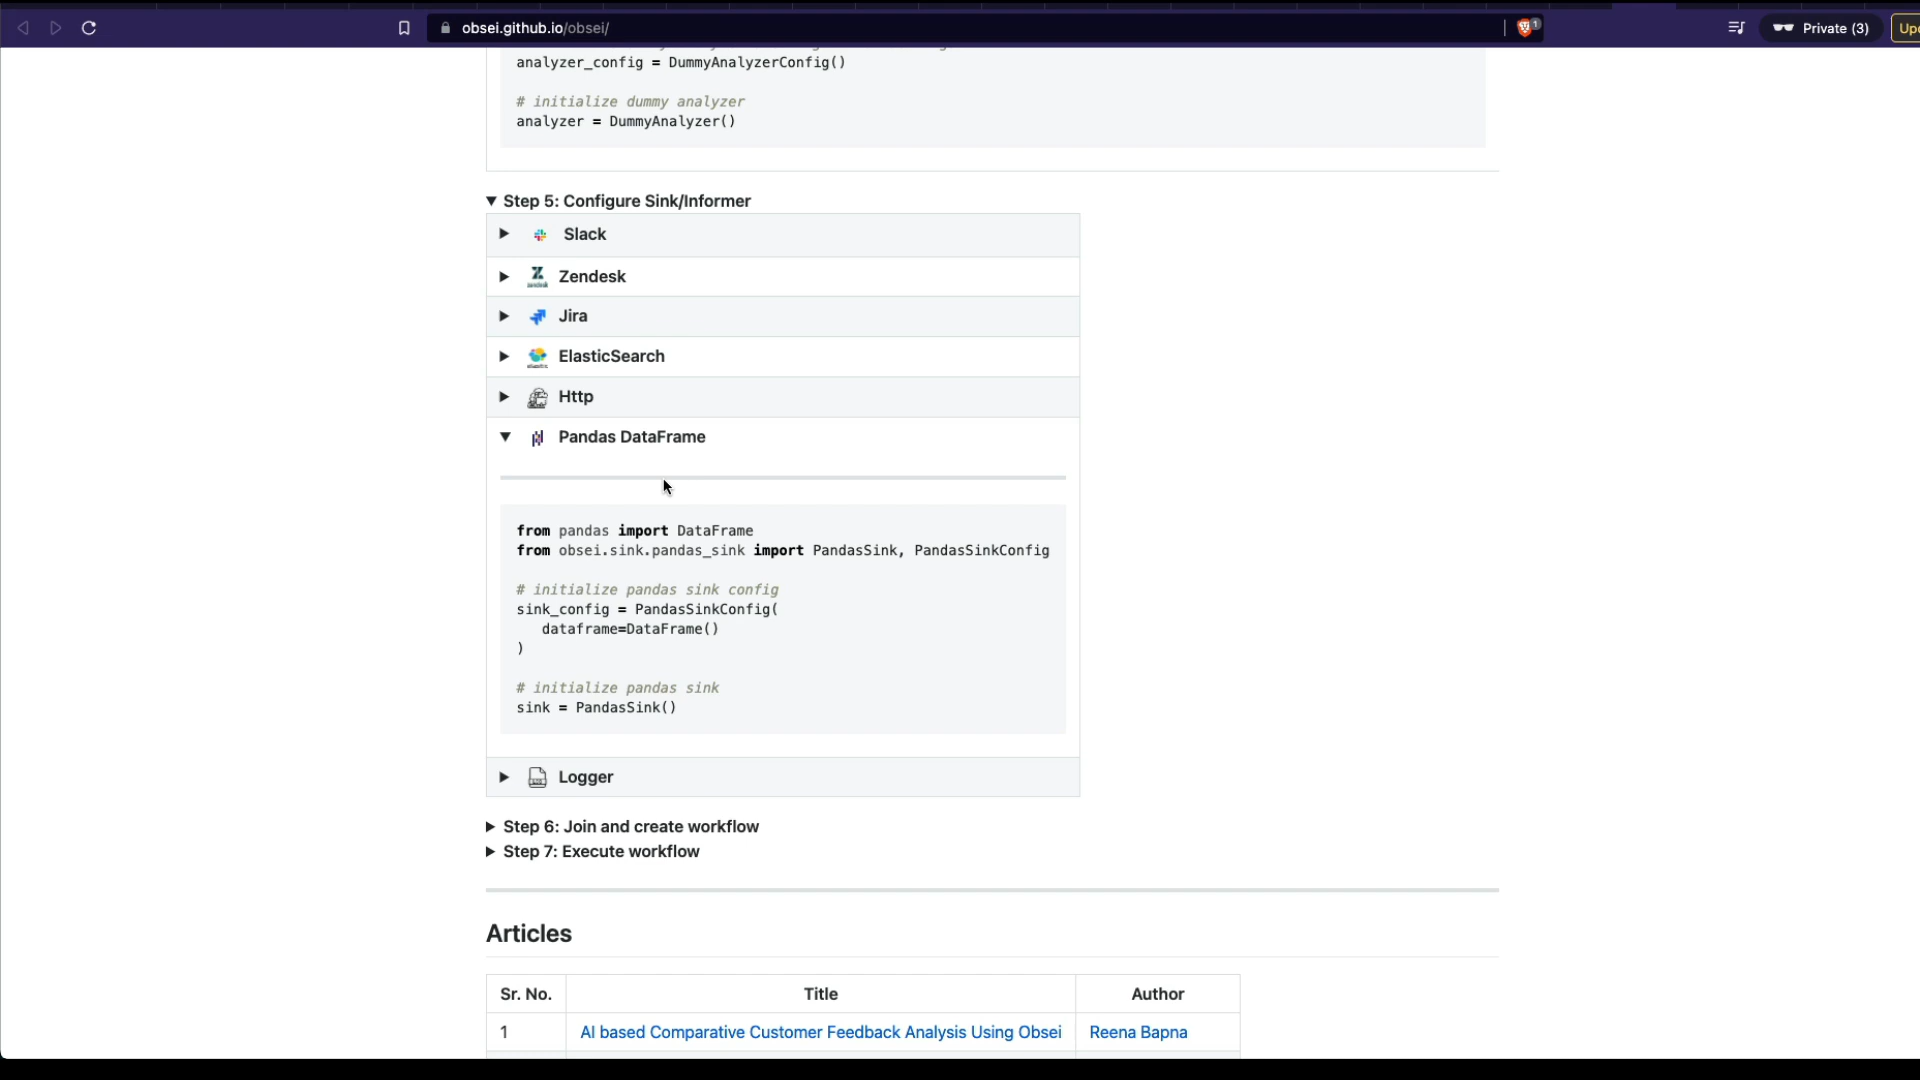 obsei.github.io/obsei/
1
Private (3)
analyzer_config = DummyAnalyzerConfig()
# initialize dummy analyzer
analyzer = DummyAnalyzer()
Step 5: Configure Sink/Informer
Slack
Zendesk
Jira
ElasticSearch
Http
Pandas DataFrame
from pandas import DataFrame
from obsei.sink.pandas_sink import PandasSink, PandasSinkConfig
# initialize pandas sink config
sink_config = PandasSinkConfig(
dataframe=DataFrame()
)
# initialize pandas sink
sink = PandasSink()
Logger
Step 6: Join and create workflow
Step 7: Execute workflow
Articles
Sr. No. Title Author
1 AI based Comparative Customer Feedback Analysis Using Obsei Reena Bapna